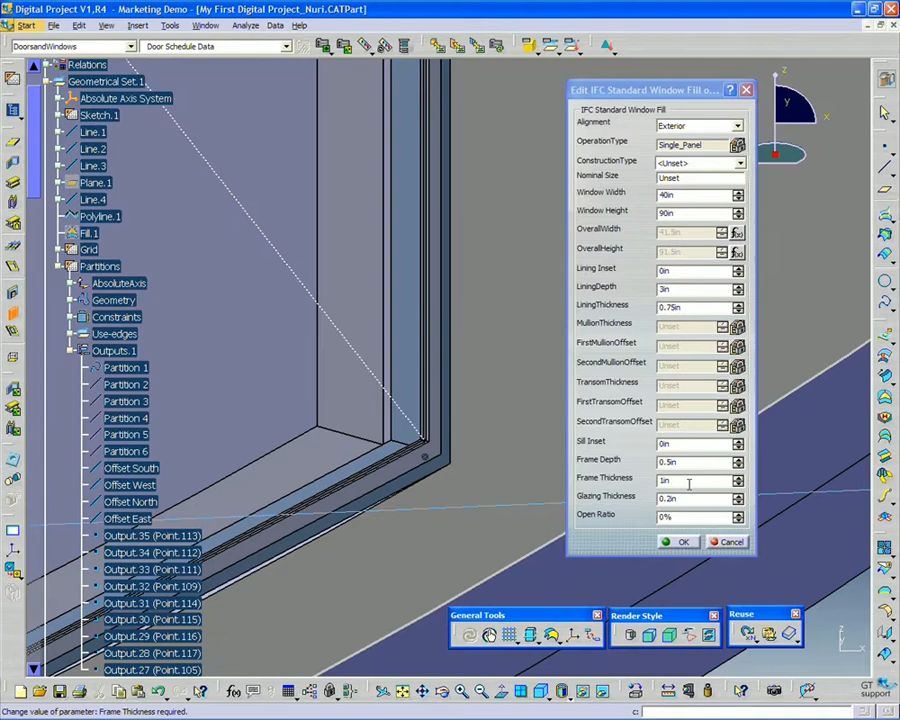 Digital Project V1,R4 - Marketing Demo - [My First Digital Project_Nuri.CATPart]
Start File Edit View Insert Tools Window Analyze Data Help
DoorsandWindows Door Schedule Data
Relations
Geometrical Set.1
Absolute Axis System
Sketch.1
Line.1
Line.2
Line.3
Plane.1
Line.4
Polyline.1
Fill.1
Grid
Partitions
AbsoluteAxis
Geometry
Constraints
Use-edges
Outputs.1
Partition 1
Partition 2
Partition 3
Partition 4
Partition 5
Partition 6
Offset South
Offset West
Offset North
Offset East
Output.35 (Point.113)
Output.34 (Point.112)
Output.33 (Point.111)
Output.32 (Point.109)
Output.31 (Point.114)
Output.30 (Point.115)
Output.29 (Point.116)
Output.28 (Point.117)
Output.27 (Point.105)
Edit IFC Standard Window Fill o...
IFC Standard Window Fill
Alignment Exterior
OperationType Single_Panel
ConstructionType <Unset>
Nominal Size Unset
Window Width 40in
Window Height 90in
OverallWidth 41.5in
OverallHeight 91.5in
Lining Inset 0in
LiningDepth 3in
LiningThickness 0.75in
MullionThickness Unset
FirstMullionOffset Unset
SecondMullionOffset Unset
TransomThickness Unset
FirstTransomOffset Unset
SecondTransomOffset Unset
Sill Inset 0in
Frame Depth 0.5in
Frame Thickness 1in
Glazing Thickness 0.2in
Open Ratio 0%
OK Cancel
z
y
x
General Tools
Render Style
Reuse
z
x
f(x)
GT
support
Change value of parameter: Frame Thickness required.
c: